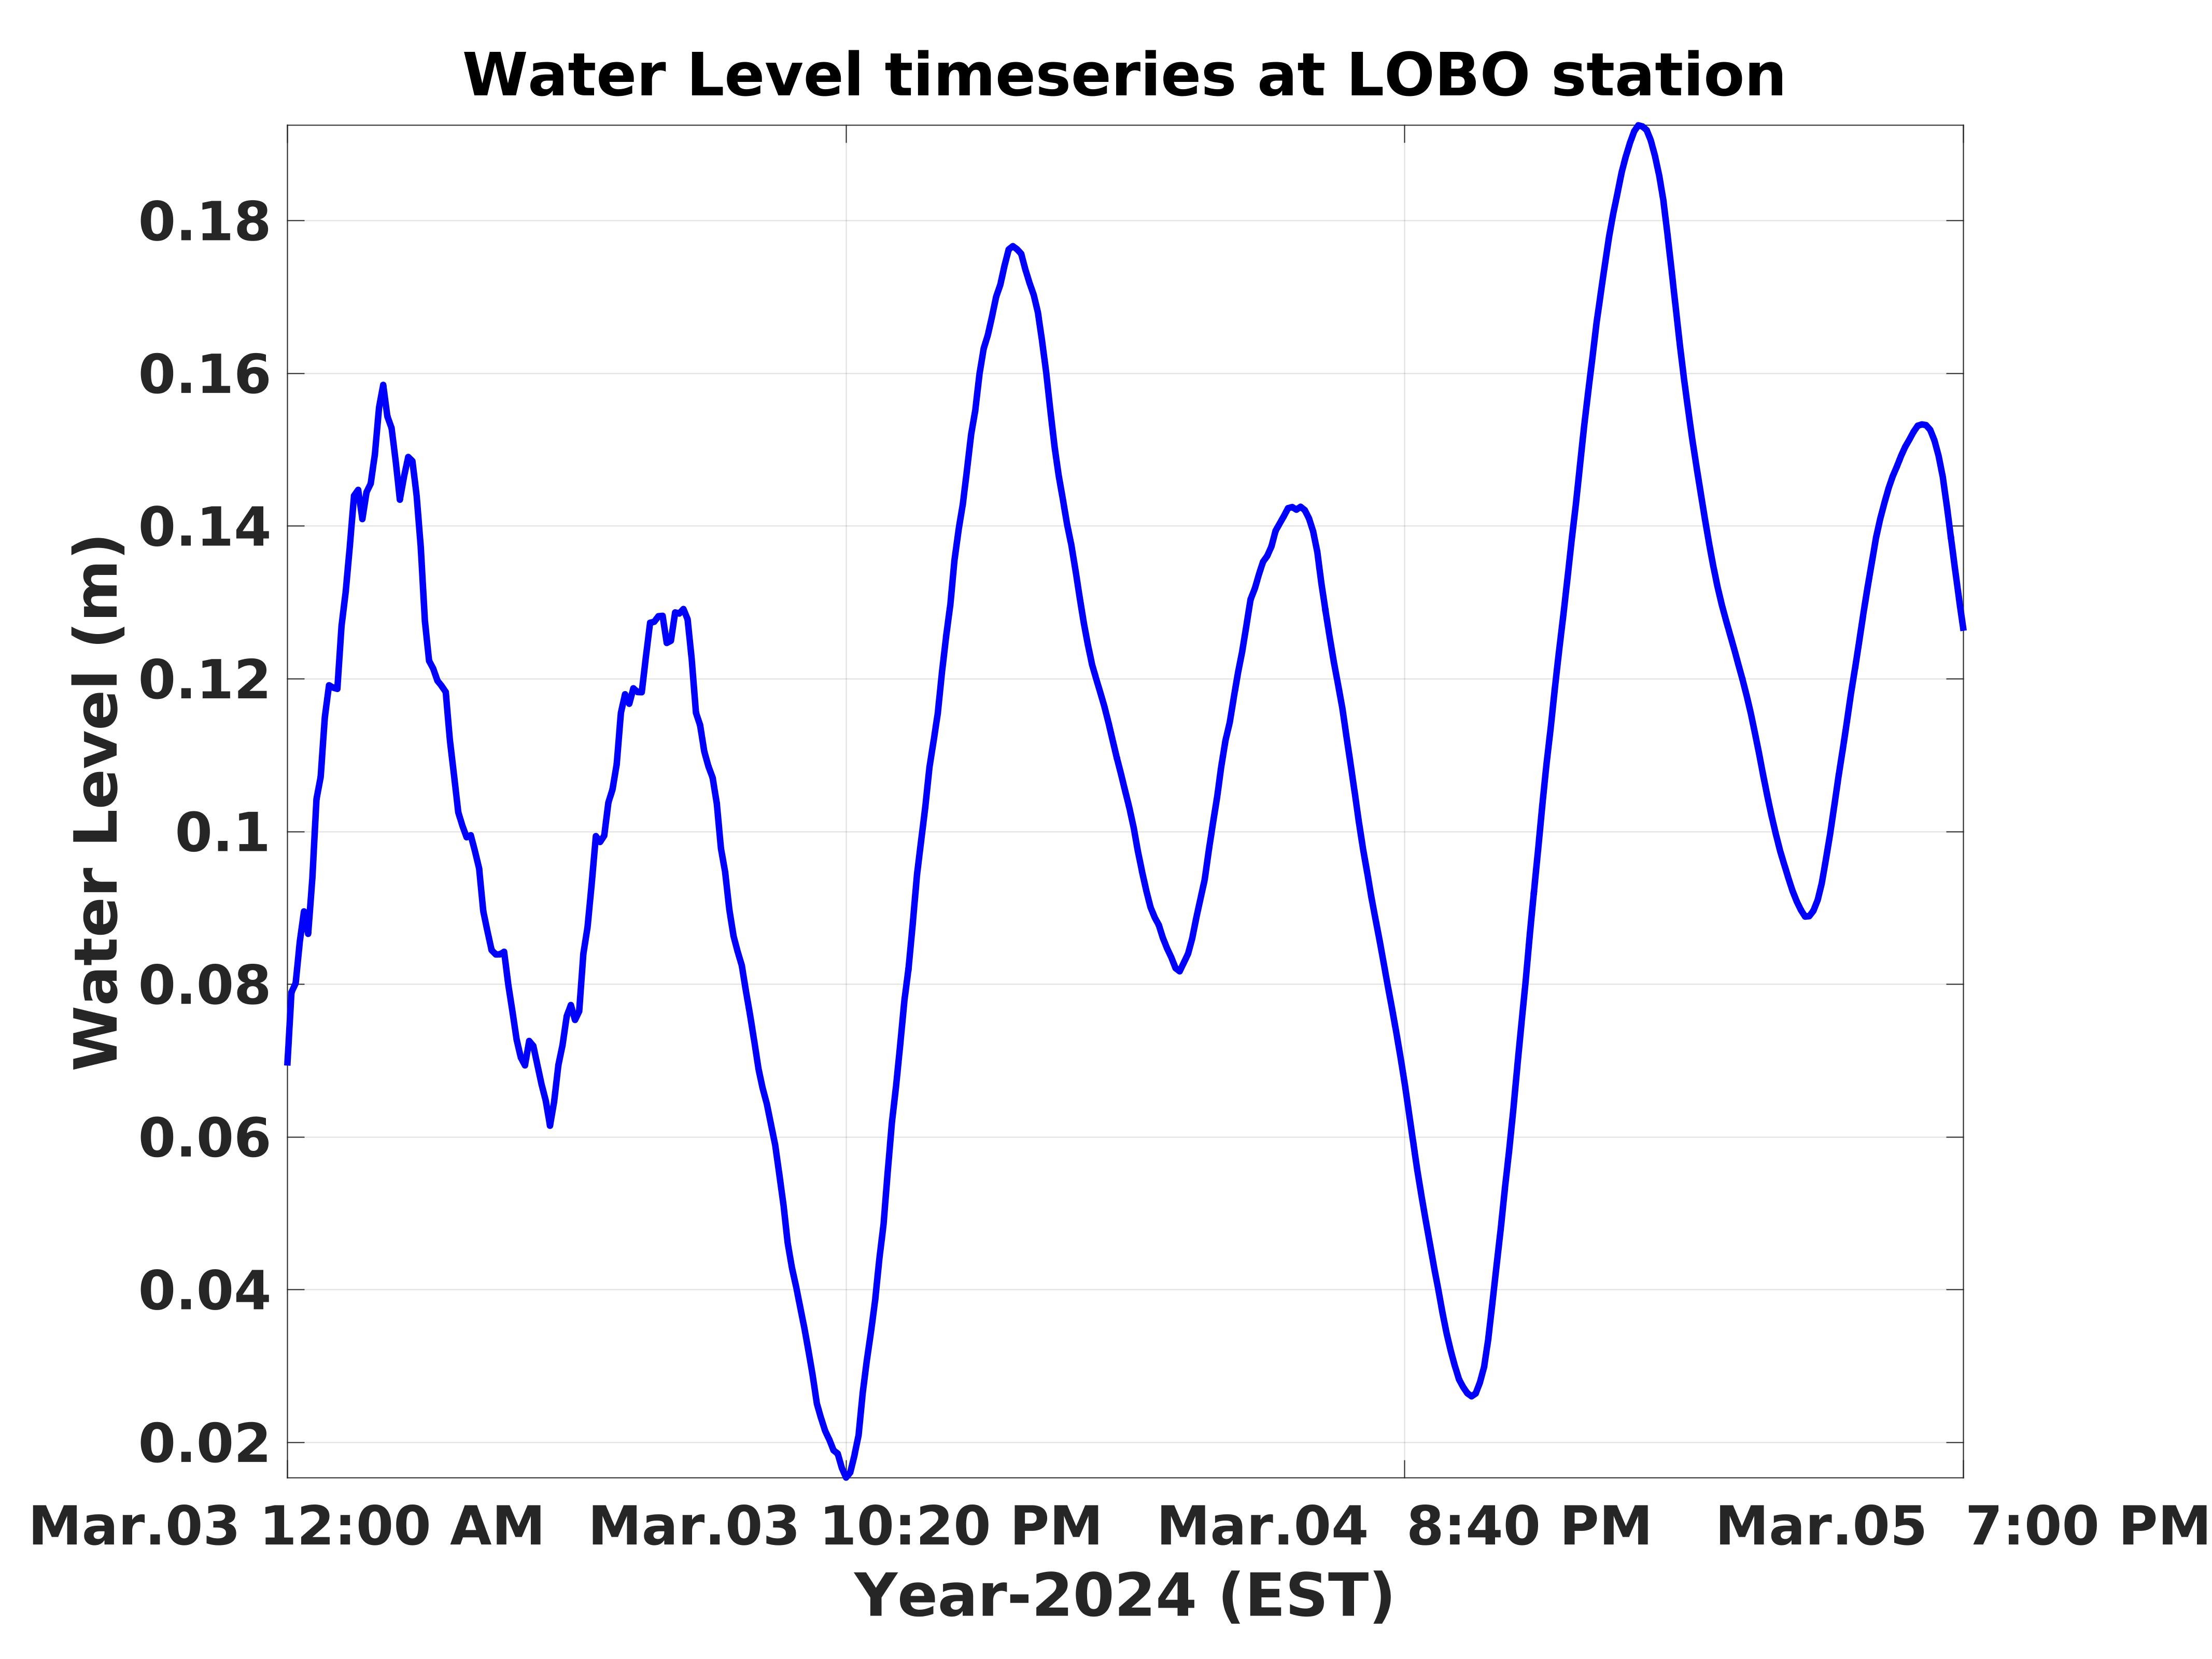 Water Level timeseries at LOBO station
Water Level (m)
0.18
0.16
0.14
0.12
0.1
0.08
0.06
0.04
0.02
Mar.03 12:00 AM Mar.03 10:20 PM Mar.04 8:40 PM Mar.05 7:00 PM
Year-2024 (EST)